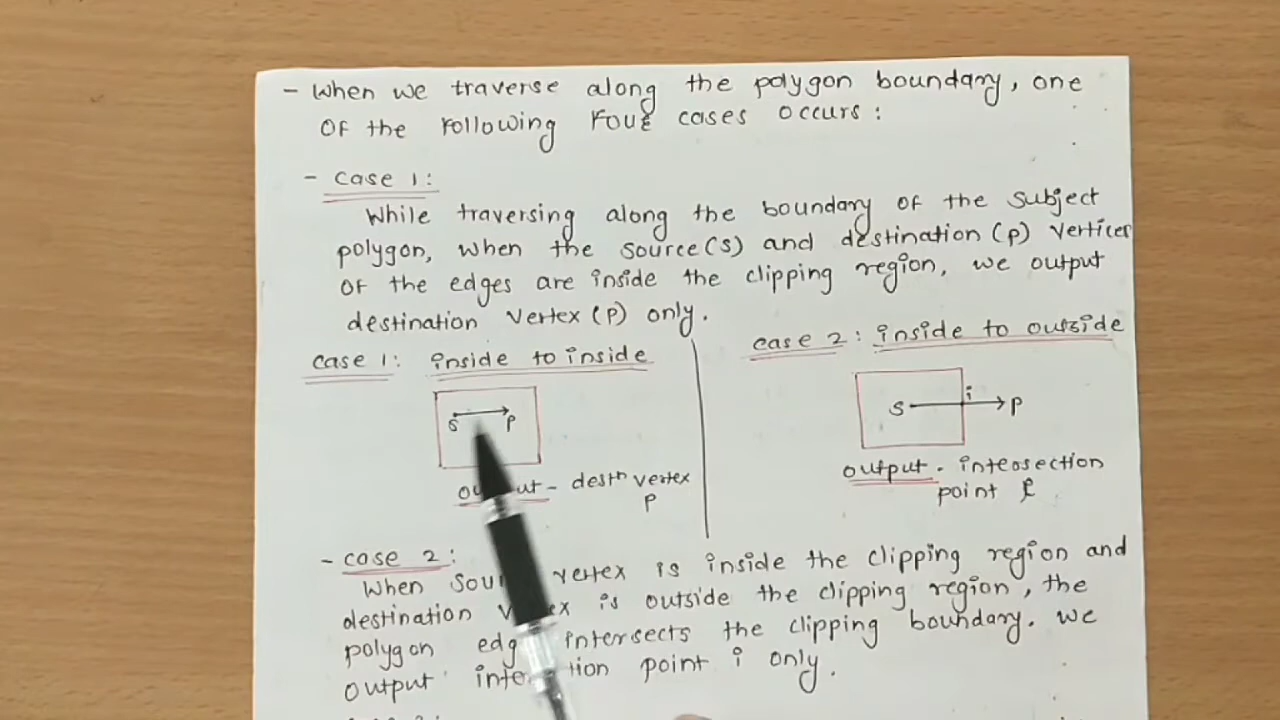 - When we traverse along the polygon boundary, one
of the following four cases occurs :
- case 1:
While traversing along the boundary of the subject
polygon, when the source(s) and destination (p) vertices
of the edges are inside the clipping region, we output
destination vertex (p) only.
case 1: inside to inside
S P
output - destn vertex
P
case 2: inside to outside
S i P
output - intersection
point i
- case 2:
When vertex is inside the clipping region and
destination is outside the clipping region, the
polygon intersects the clipping boundary. we
output point i only.